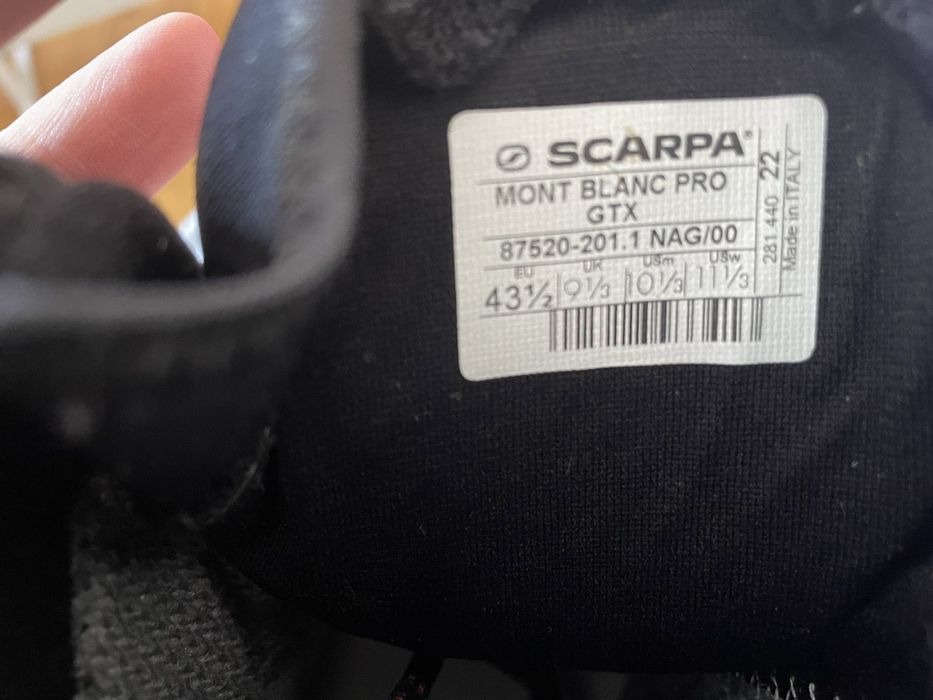 SCARPA®
MONT BLANC PRO
GTX
87520-201.1 NAG/00
EU UK USm USw
43½ 9⅓ 10⅓ 11⅓
281 440 22
Made in ITALY